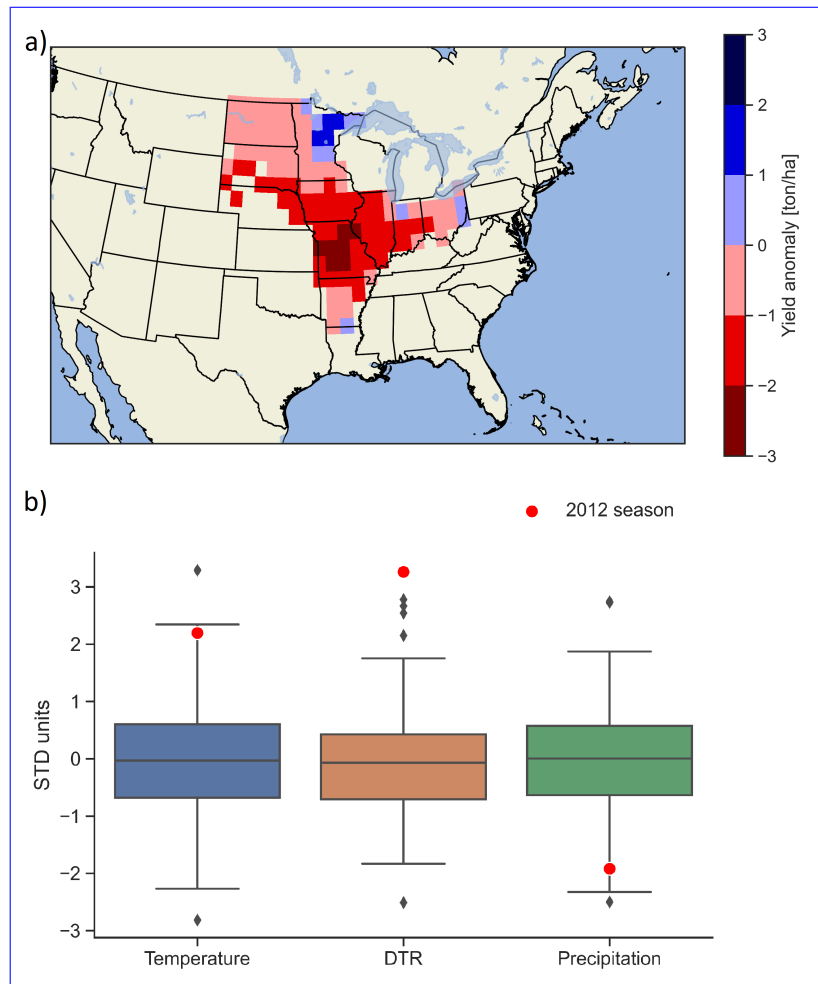 a)
3
2
1
0
−1
−2
−3
Yield anomaly [ton/ha]
b)
2012 season
3
2
1
0
−1
−2
−3
STD units
Temperature
DTR
Precipitation